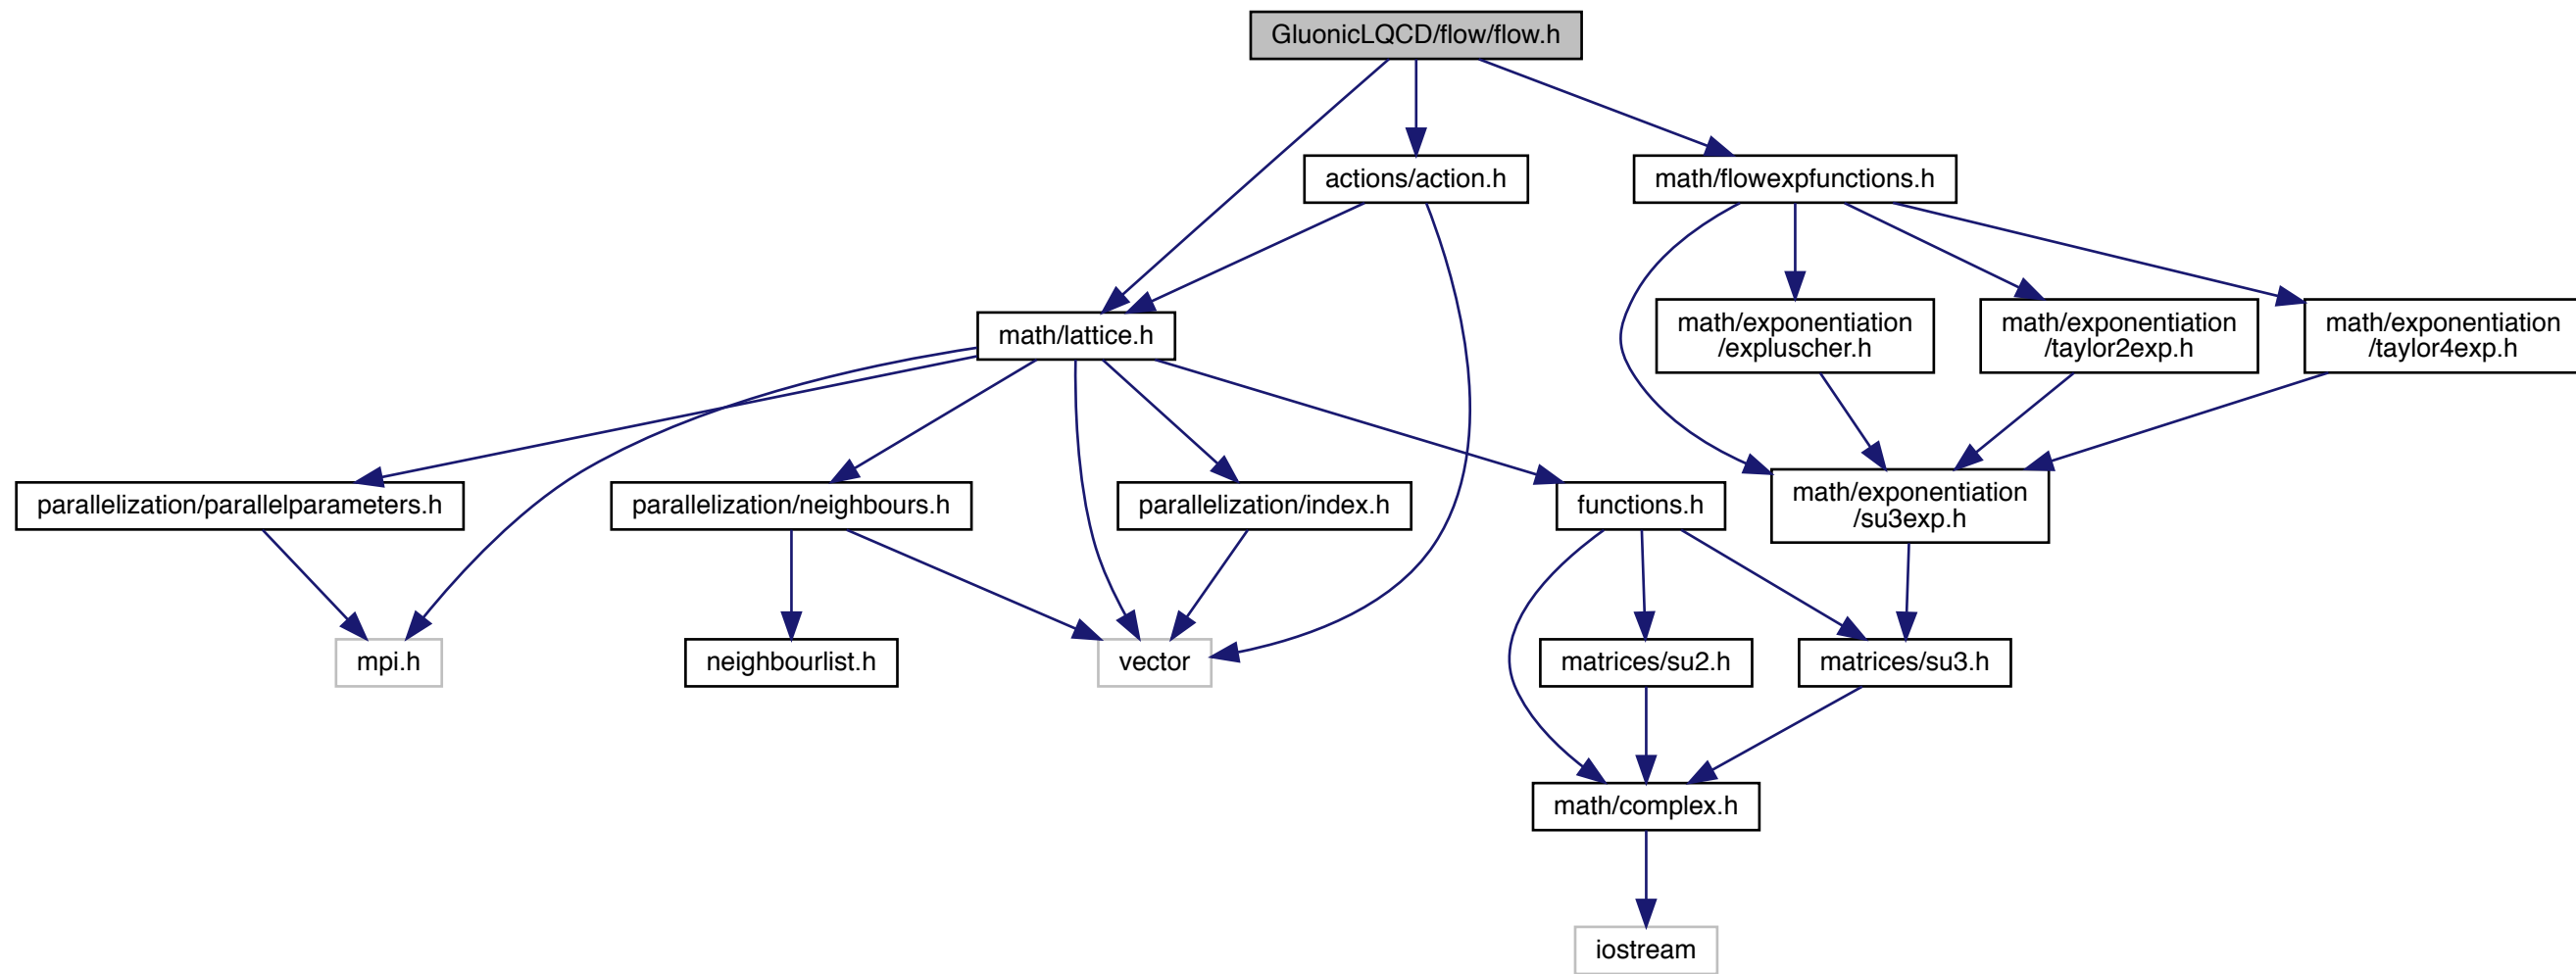 GluonicLQCD/flow/flow.h
actions/action.h
math/flowexpfunctions.h
math/lattice.h
math/exponentiation
/expluscher.h
math/exponentiation
/taylor2exp.h
math/exponentiation
/taylor4exp.h
parallelization/parallelparameters.h
parallelization/neighbours.h
parallelization/index.h
functions.h
math/exponentiation
/su3exp.h
mpi.h
neighbourlist.h
vector
matrices/su2.h
matrices/su3.h
math/complex.h
iostream